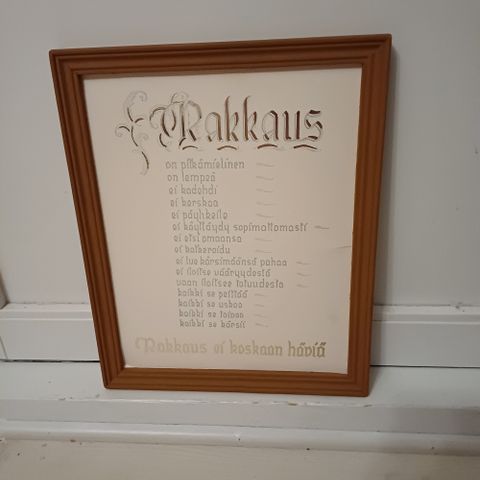 Rakkaus
on pitkämielinen
on lempeä
ei kadehdi
ei kerskaa
ei pöyhkeile
ei käyttäydy sopimattomasti
ei etsi omaansa
ei katkeroidu
ei lue kärsimäänsä pahaa
ei iloitse vääryydestä
vaan iloitsee totuudesta
kaikki se peittää
kaikki se uskoo
kaikki se toivoo
kaikki se kärsii
Rakkaus ei koskaan häviä